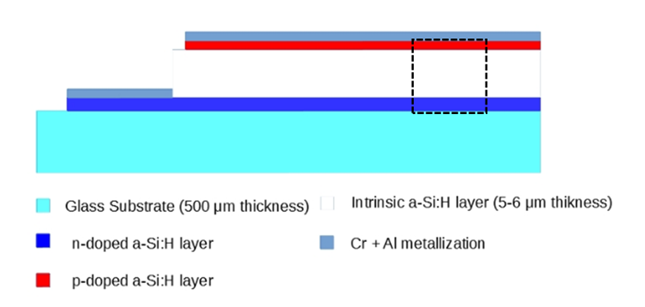 Glass Substrate (500 μm thickness)
Intrinsic a-Si:H layer (5-6 μm thikness)
n-doped a-Si:H layer
Cr + Al metallization
p-doped a-Si:H layer